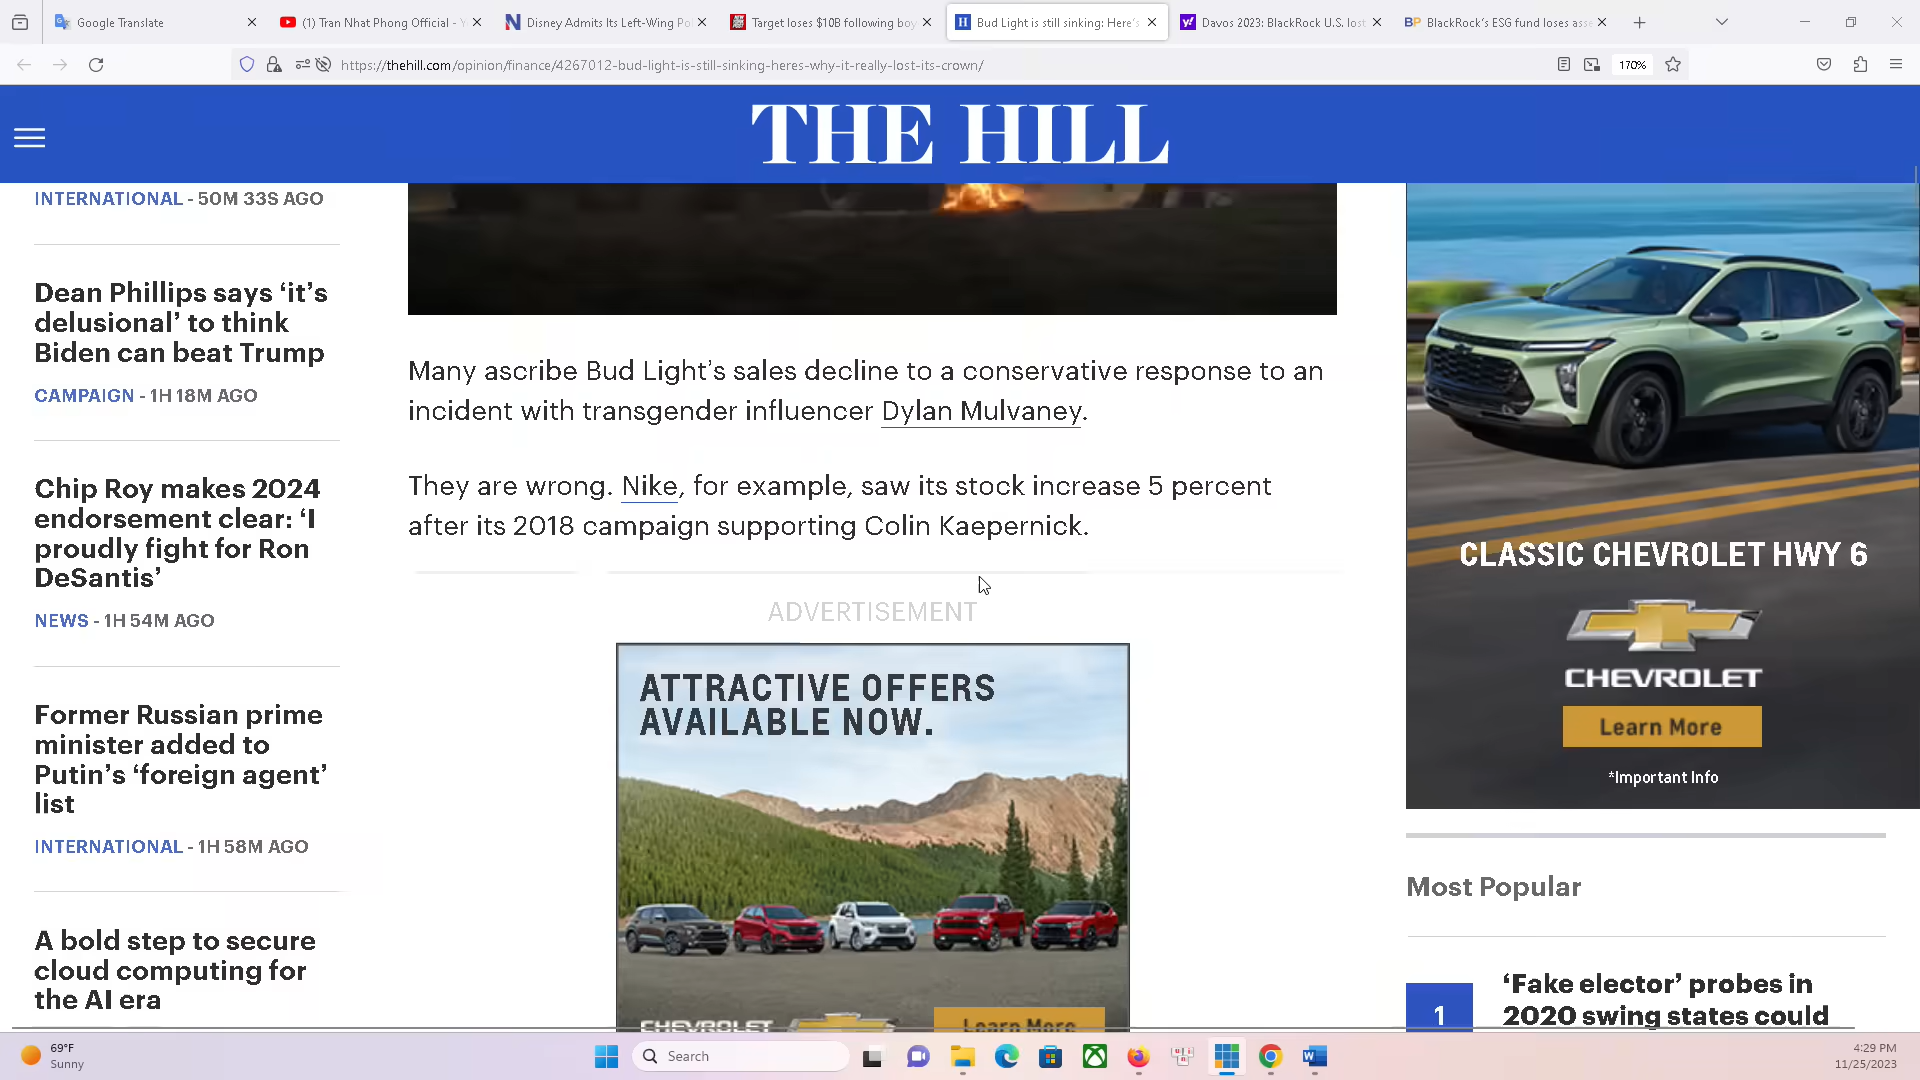 Google Translate
(1) Tran Nhat Phong Official - Y
Disney Admits Its Left-Wing Po
Target loses $10B following boy
Bud Light is still sinking: Here's
Davos 2023: BlackRock U.S. lost
BlackRock's ESG fund loses asse
https://thehill.com/opinion/finance/4267012-bud-light-is-still-sinking-heres-why-it-really-lost-its-crown/
170%
THE HILL
INTERNATIONAL - 50M 33S AGO
Dean Phillips says ‘it’s
delusional’ to think
Biden can beat Trump
CAMPAIGN - 1H 18M AGO
Chip Roy makes 2024
endorsement clear: ‘I
proudly fight for Ron
DeSantis’
NEWS - 1H 54M AGO
Former Russian prime
minister added to
Putin’s ‘foreign agent’
list
INTERNATIONAL - 1H 58M AGO
A bold step to secure
cloud computing for
the AI era
Many ascribe Bud Light’s sales decline to a conservative response to an
incident with transgender influencer Dylan Mulvaney.
They are wrong. Nike, for example, saw its stock increase 5 percent
after its 2018 campaign supporting Colin Kaepernick.
ADVERTISEMENT
ATTRACTIVE OFFERS
AVAILABLE NOW.
CHEVROLET
Learn More
CLASSIC CHEVROLET HWY 6
CHEVROLET
Learn More
*Important Info
Most Popular
1
‘Fake elector’ probes in
2020 swing states could
69°F
Sunny
Search
4:29 PM
11/25/2023